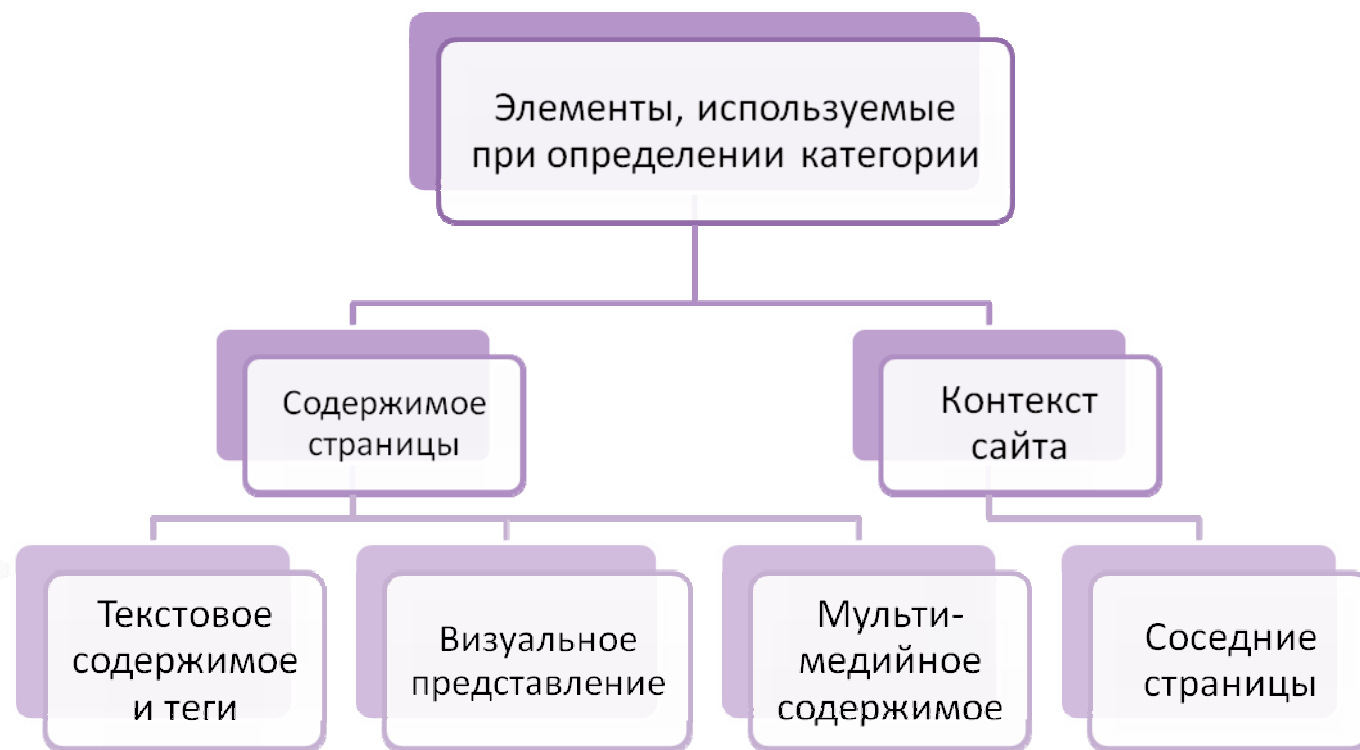 Элементы, используемые
при определении категории
Содержимое
страницы
Контекст
сайта
Текстовое
содержимое
и теги
Визуальное
представление
Мульти-
медийное
содержимое
Соседние
страницы